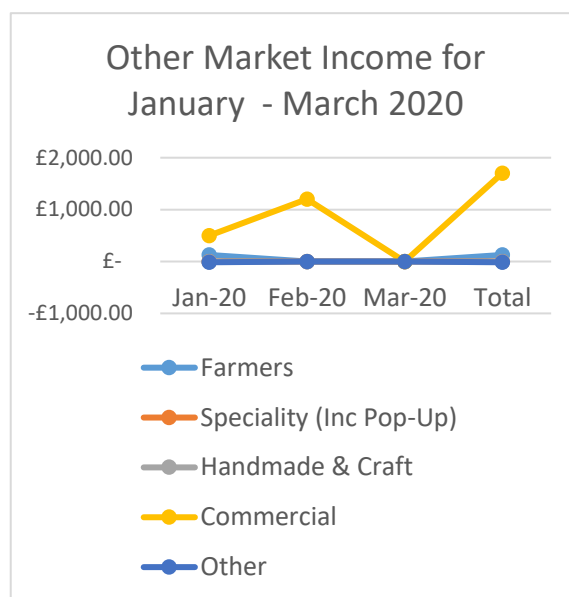 Other Market Income for
January - March 2020
£2,000.00
£1,000.00
£-
-£1,000.00
Jan-20 Feb-20 Mar-20 Total
Farmers
Speciality (Inc Pop-Up)
Handmade & Craft
Commercial
Other